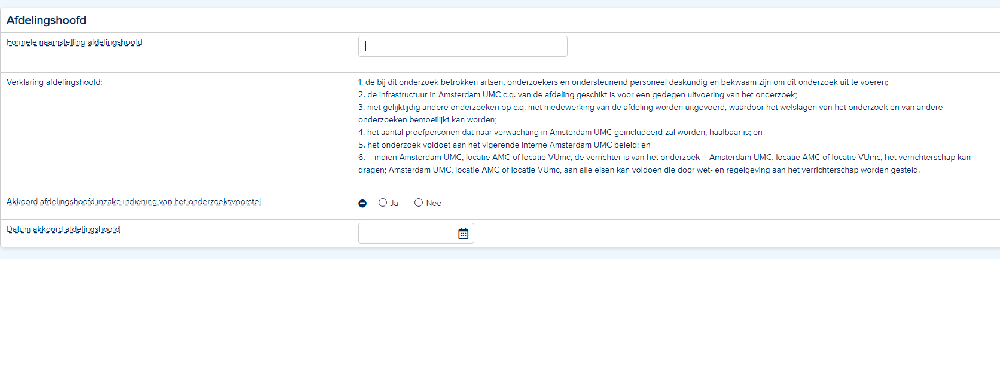 Afdelingshoofd
Formele naamstelling afdelingshoofd
Verklaring afdelingshoofd:
1. de bij dit onderzoek betrokken artsen, onderzoekers en ondersteunend personeel deskundig en bekwaam zijn om dit onderzoek uit te voeren;
2. de infrastructuur in Amsterdam UMC c.q. van de afdeling geschikt is voor een gedegen uitvoering van het onderzoek;
3. niet gelijktijdig andere onderzoeken op c.q. met medewerking van de afdeling worden uitgevoerd, waardoor het welslagen van het onderzoek en van andere
onderzoeken bemoeilijkt kan worden;
4. het aantal proefpersonen dat naar verwachting in Amsterdam UMC geïncludeerd zal worden, haalbaar is; en
5. het onderzoek voldoet aan het vigerende interne Amsterdam UMC beleid; en
6. – indien Amsterdam UMC, locatie AMC of locatie VUmc, de verrichter is van het onderzoek – Amsterdam UMC, locatie AMC of locatie VUmc, het verrichterschap kan
dragen; Amsterdam UMC, locatie AMC of locatie VUmc, aan alle eisen kan voldoen die door wet- en regelgeving aan het verrichterschap worden gesteld.
Akkoord afdelingshoofd inzake indiening van het onderzoeksvoorstel
Ja Nee
Datum akkoord afdelingshoofd